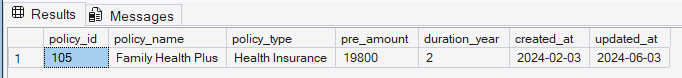 Results Messages
policy_id policy_name policy_type pre_amount duration_year created_at updated_at
1 105 Family Health Plus Health Insurance 19800 2 2024-02-03 2024-06-03